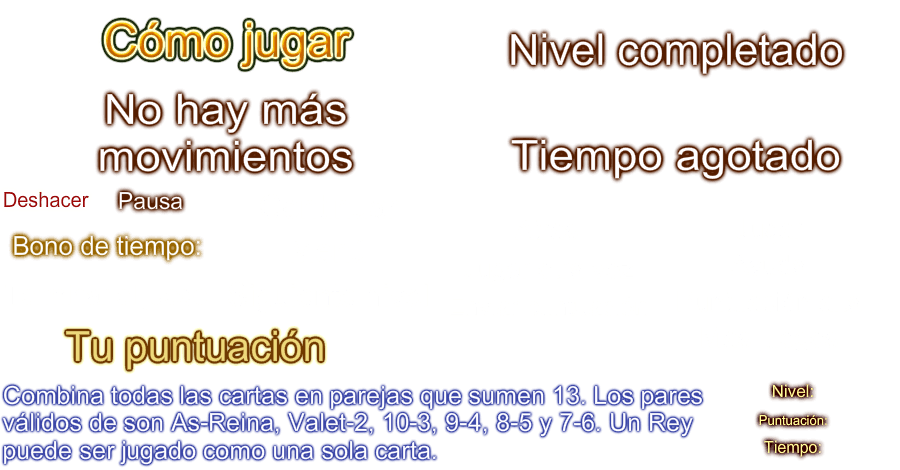 Cómo jugar
Nivel completado
No hay más
movimientos
Tiempo agotado
Deshacer
Pausa
Bono de tiempo:
Tu puntuación
Combina todas las cartas en parejas que sumen 13. Los pares
válidos de son As-Reina, Valet-2, 10-3, 9-4, 8-5 y 7-6. Un Rey
puede ser jugado como una sola carta.
Nivel:
Puntuación:
Tiempo: